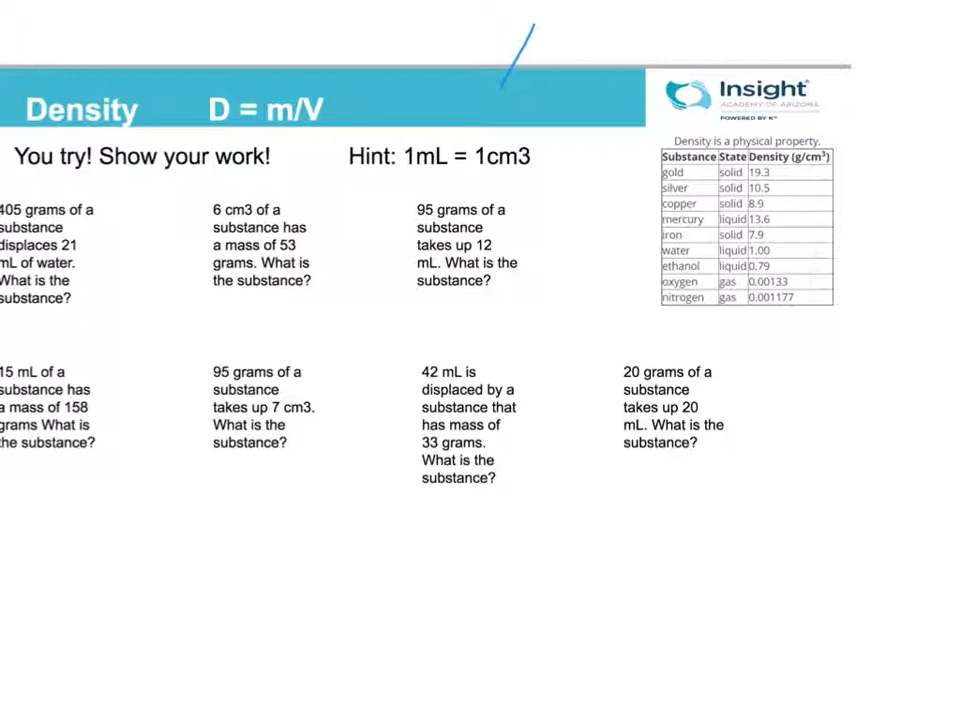 Density D = m/V
Insight
ACADEMY OF ARIZONA
POWERED BY K¹²
You try! Show your work! Hint: 1mL = 1cm3
Density is a physical property.
Substance State Density (g/cm³)
gold solid 19.3
silver solid 10.5
copper solid 8.9
mercury liquid 13.6
iron solid 7.9
water liquid 1.00
ethanol liquid 0.79
oxygen gas 0.00133
nitrogen gas 0.001177
405 grams of a
substance
displaces 21
mL of water.
What is the
substance?
6 cm3 of a
substance has
a mass of 53
grams. What is
the substance?
95 grams of a
substance
takes up 12
mL. What is the
substance?
15 mL of a
substance has
a mass of 158
grams What is
the substance?
95 grams of a
substance
takes up 7 cm3.
What is the
substance?
42 mL is
displaced by a
substance that
has mass of
33 grams.
What is the
substance?
20 grams of a
substance
takes up 20
mL. What is the
substance?